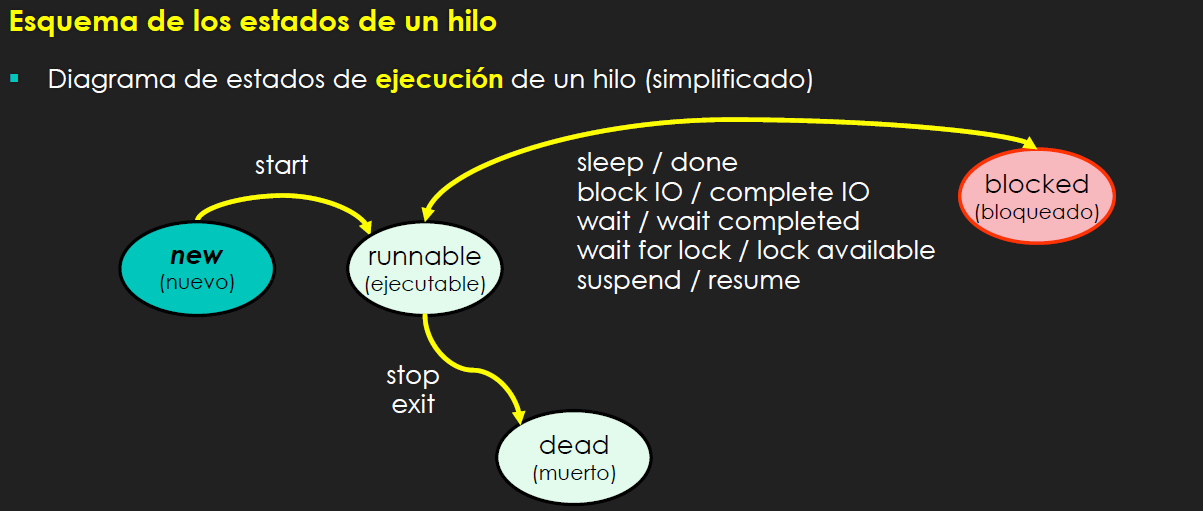 Esquema de los estados de un hilo
Diagrama de estados de ejecución de un hilo (simplificado)
start
sleep / done
block IO / complete IO
wait / wait completed
wait for lock / lock available
suspend / resume
blocked
(bloqueado)
new
(nuevo)
runnable
(ejecutable)
stop
exit
dead
(muerto)